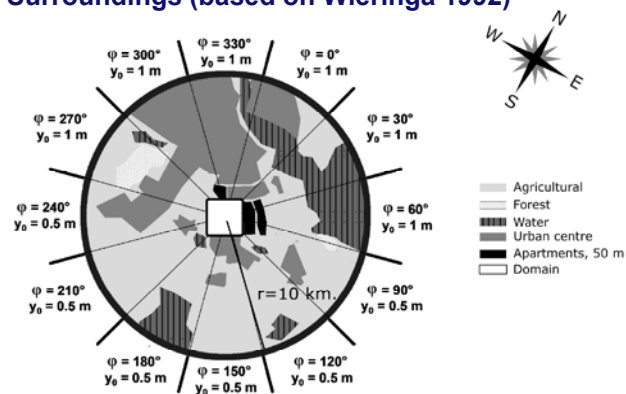 Surroundings (based on Wieringa 1992)
φ = 330°
y₀ = 1 m
φ = 0°
y₀ = 1 m
φ = 30°
y₀ = 1 m
φ = 60°
y₀ = 1 m
φ = 90°
y₀ = 0.5 m
φ = 120°
y₀ = 0.5 m
φ = 150°
y₀ = 0.5 m
φ = 180°
y₀ = 0.5 m
φ = 210°
y₀ = 0.5 m
φ = 240°
y₀ = 0.5 m
φ = 270°
y₀ = 1 m
φ = 300°
y₀ = 1 m
r=10 km.
N
W
E
S
Agricultural
Forest
Water
Urban centre
Apartments, 50 m
Domain